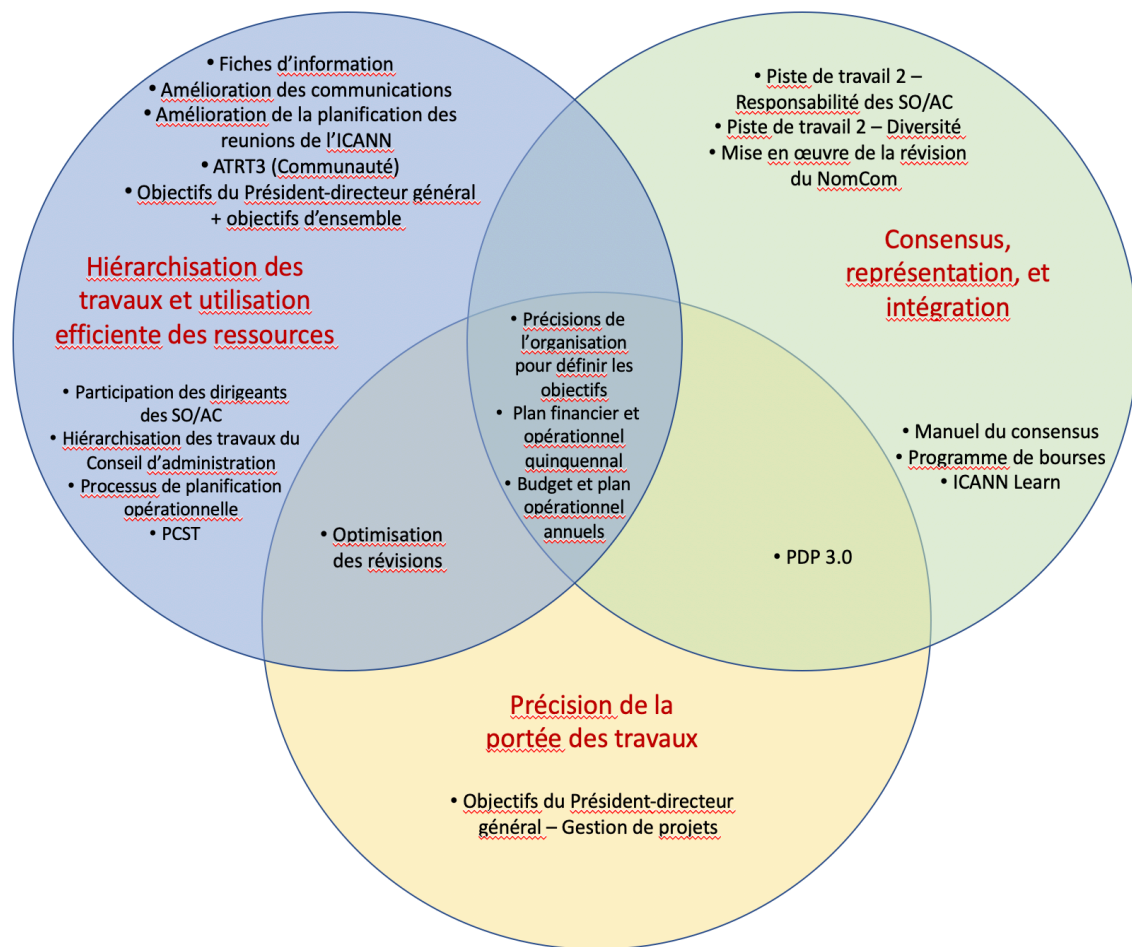 • Fiches d’information
• Amélioration des communications
• Amélioration de la planification des
reunions de l’ICANN
• ATRT3 (Communauté)
• Objectifs du Président-directeur général
+ objectifs d’ensemble
Hiérarchisation des
travaux et utilisation
efficiente des ressources
• Participation des dirigeants
des SO/AC
• Hiérarchisation des travaux du
Conseil d’administration
• Processus de planification
opérationnelle
• PCST
• Piste de travail 2 –
Responsabilité des SO/AC
• Piste de travail 2 – Diversité
• Mise en œuvre de la révision
du NomCom
Consensus,
représentation, et
intégration
• Manuel du consensus
• Programme de bourses
• ICANN Learn
• Précisions de
l’organisation
pour définir les
objectifs
• Plan financier et
opérationnel
quinquennal
• Budget et plan
opérationnel
annuels
• Optimisation
des révisions
• PDP 3.0
Précision de la
portée des travaux
• Objectifs du Président-directeur
général – Gestion de projets